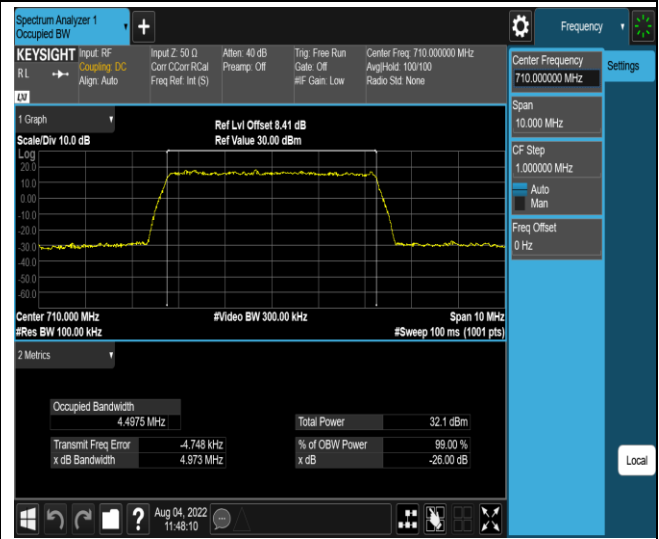 Spectrum Analyzer 1
Occupied BW
+
Frequency
KEYSIGHT
R L
LXI
Input: RF
Coupling: DC
Align: Auto
Input Z: 50 Ω
Corr CCorr RCal
Freq Ref: Int (S)
Atten: 40 dB
Preamp: Off
Trig: Free Run
Gate: Off
#IF Gain: Low
Center Freq: 710.000000 MHz
Avg|Hold: 100/100
Radio Std: None
Center Frequency
710.000000 MHz
Settings
Span
10.000 MHz
CF Step
1.000000 MHz
Auto
Man
Freq Offset
0 Hz
Local
1 Graph
Scale/Div 10.0 dB
Ref Lvl Offset 8.41 dB
Ref Value 30.00 dBm
Log
20.0
10.0
0.00
-10.0
-20.0
-30.0
-40.0
-50.0
-60.0
Center 710.000 MHz
#Res BW 100.00 kHz
#Video BW 300.00 kHz
Span 10 MHz
#Sweep 100 ms (1001 pts)
2 Metrics
Occupied Bandwidth
4.4975 MHz
Total Power 32.1 dBm
Transmit Freq Error -4.748 kHz
% of OBW Power 99.00 %
x dB Bandwidth 4.973 MHz
x dB -26.00 dB
?
Aug 04, 2022
11:48:10